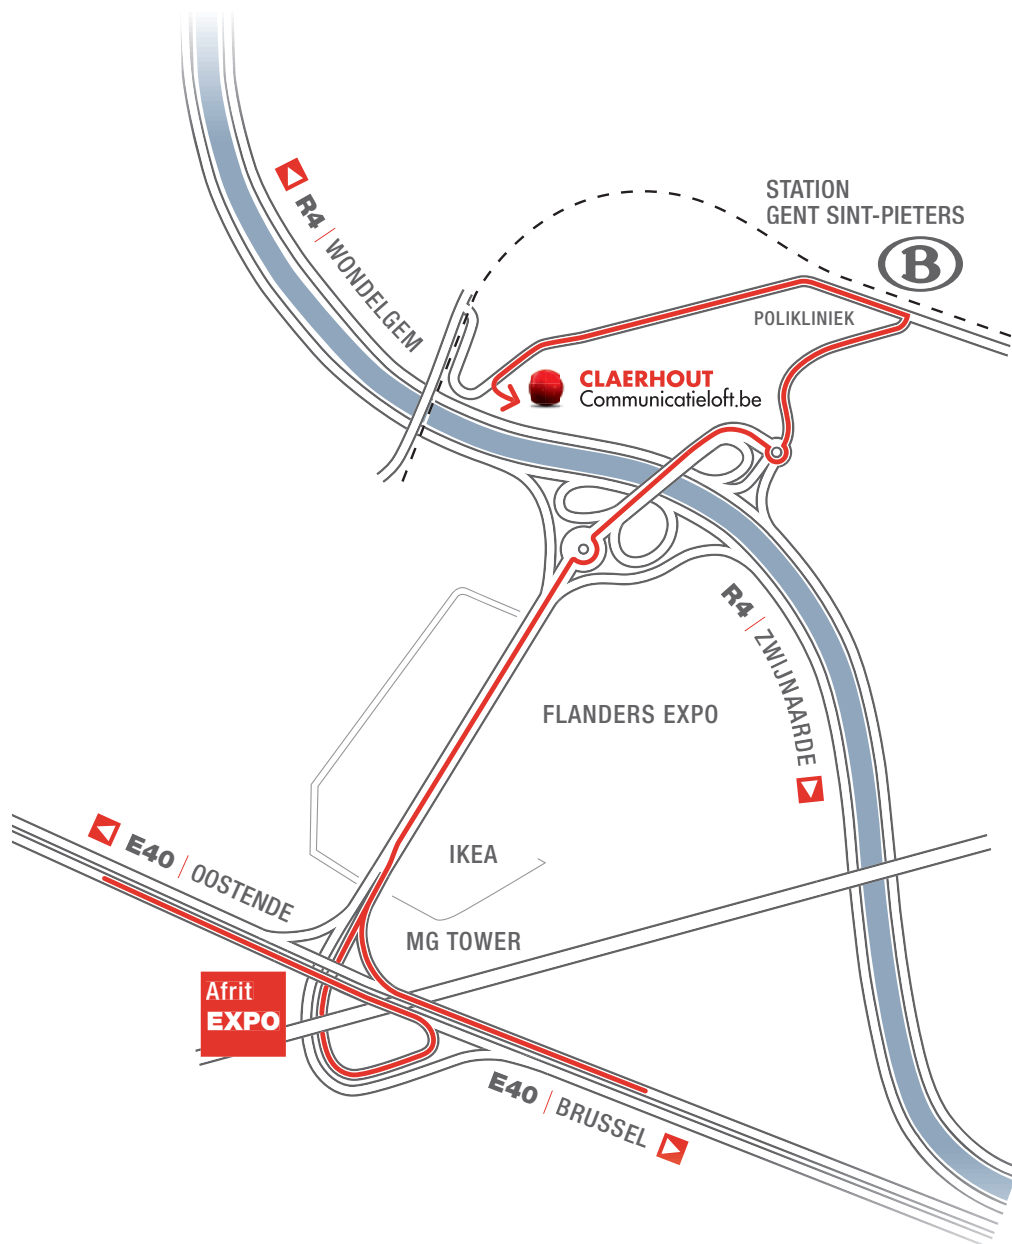 STATION
GENT SINT-PIETERS
B
R4 | WONDELGEM
POLIKLINIEK
CLAERHOUT
Communicatieloft.be
R4 | ZWIJNAARDE
FLANDERS EXPO
IKEA
E40 | OOSTENDE
MG TOWER
Afrit
EXPO
E40 | BRUSSEL